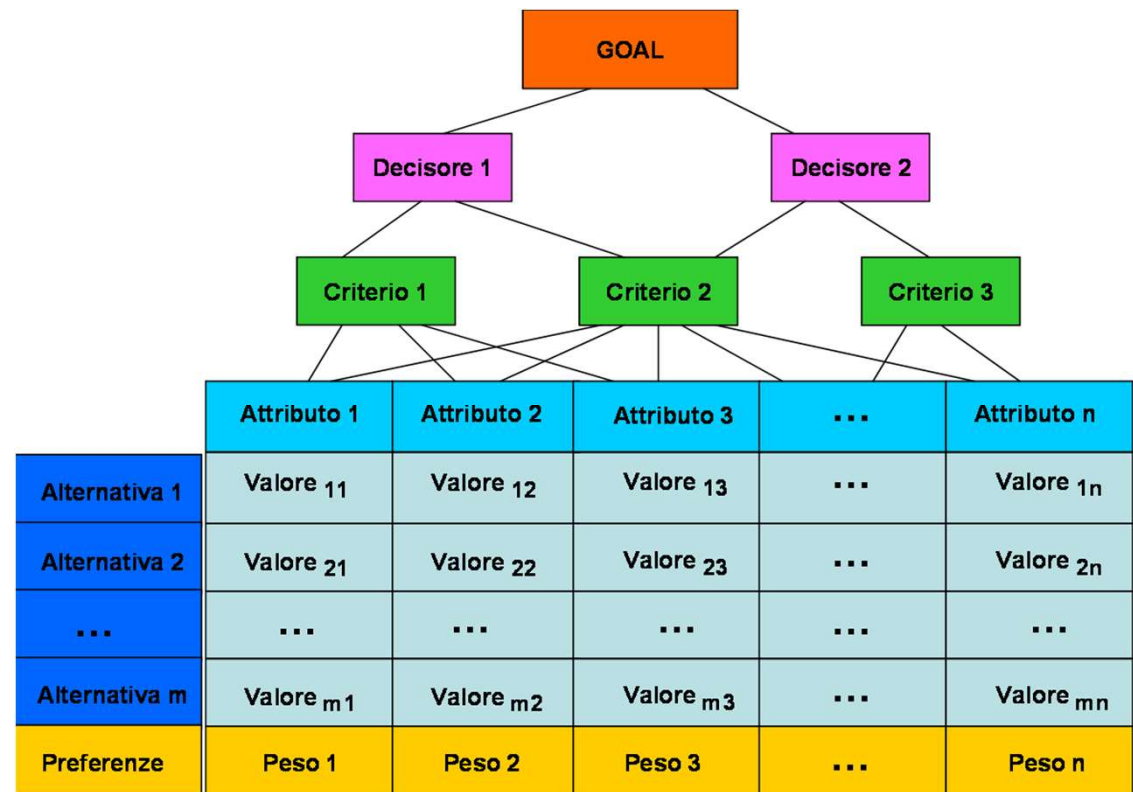 GOAL
Decisore 1 Decisore 2
Criterio 1 Criterio 2 Criterio 3
Attributo 1 Attributo 2 Attributo 3 ... Attributo n
Alternativa 1 Valore 11 Valore 12 Valore 13 ... Valore 1n
Alternativa 2 Valore 21 Valore 22 Valore 23 ... Valore 2n
... ... ... ... ... ...
Alternativa m Valore m1 Valore m2 Valore m3 ... Valore mn
Preferenze Peso 1 Peso 2 Peso 3 ... Peso n